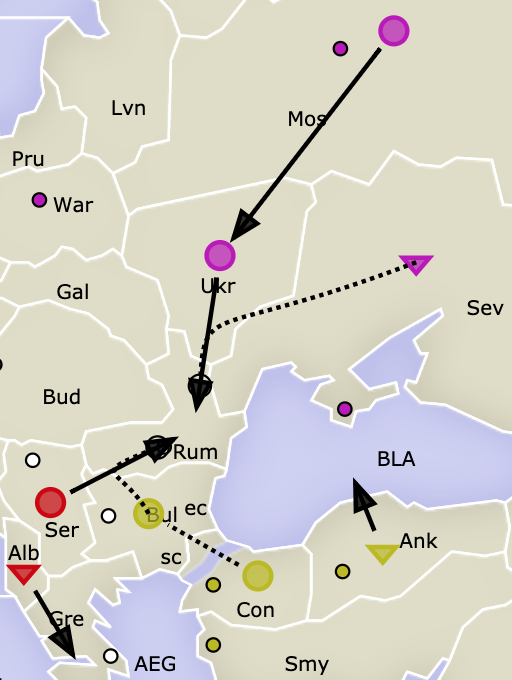 Lvn
Mos
Pru
War
Ukr
Gal
Sev
Bud
Rum
BLA
Bul ec
Ser
Ank
Alb
sc
Con
Gre
AEG
Smy